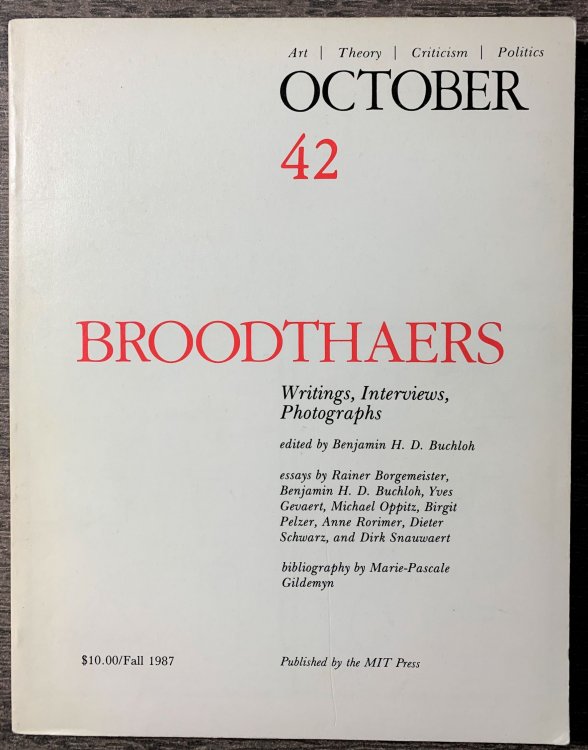 Art | Theory | Criticism | Politics
OCTOBER
42
BROODTHAERS
Writings, Interviews,
Photographs
edited by Benjamin H. D. Buchloh
essays by Rainer Borgemeister,
Benjamin H. D. Buchloh, Yves
Gevaert, Michael Oppitz, Birgit
Pelzer, Anne Rorimer, Dieter
Schwarz, and Dirk Snauwaert
bibliography by Marie-Pascale
Gildemyn
$10.00/Fall 1987
Published by the MIT Press